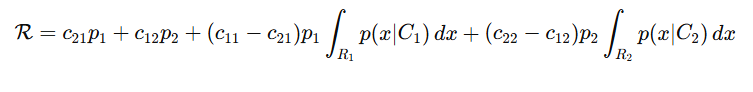 $\mathcal{R} = c_{21}p_1 + c_{12}p_2 + (c_{11} - c_{21})p_1 \int_{R_1} p(x|C_1)\,dx + (c_{22} - c_{12})p_2 \int_{R_2} p(x|C_2)\,dx$